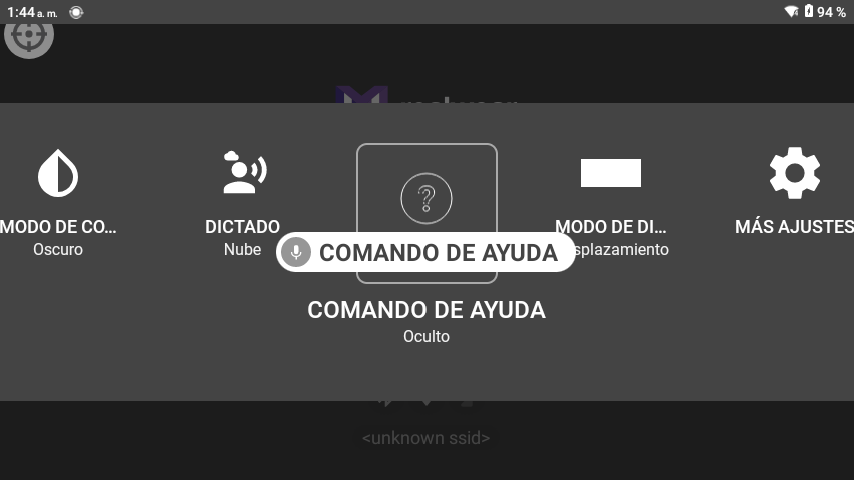 1:44 a. m.
94 %
MODO DE CO...
Oscuro
DICTADO
Nube
?
COMANDO DE AYUDA
MODO DE DI...
splazamiento
MÁS AJUSTES
COMANDO DE AYUDA
Oculto
<unknown ssid>